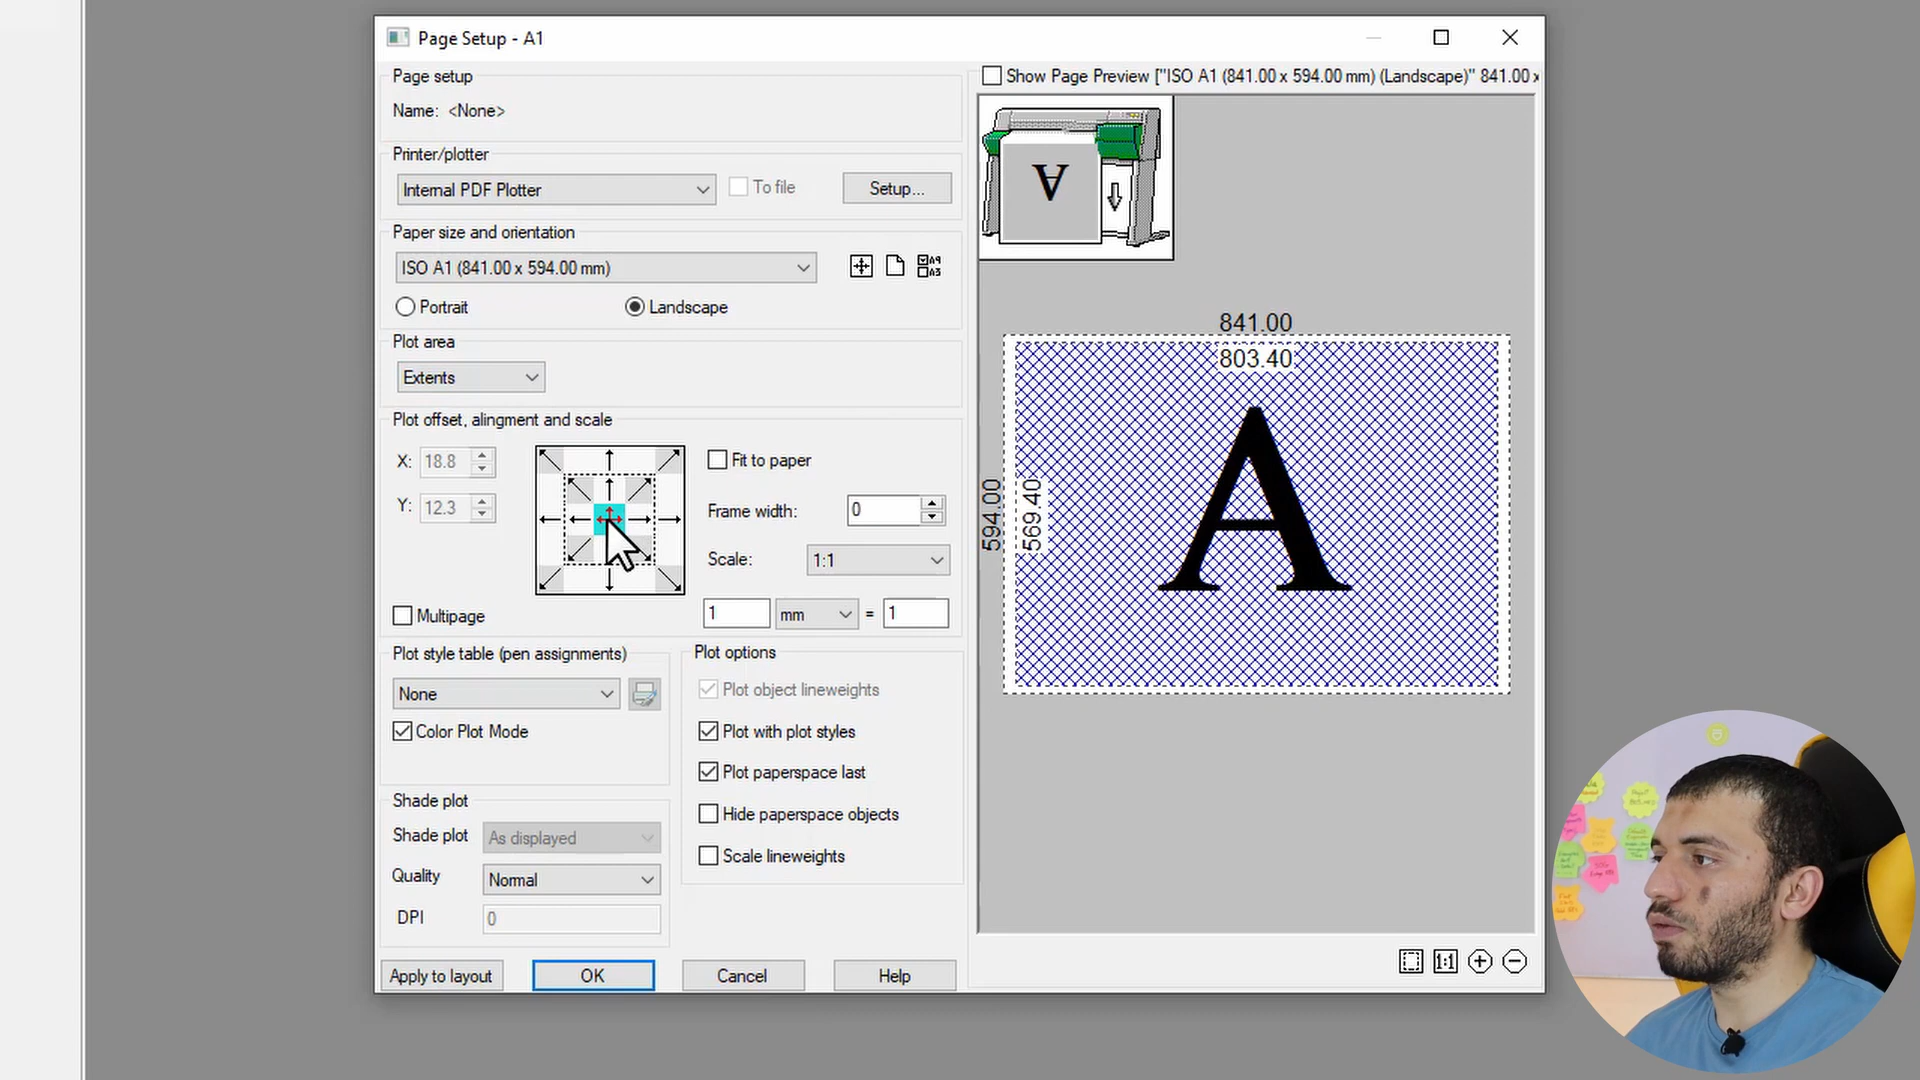 Page Setup - A1
Page setup
Name: <None>
Printer/plotter
Internal PDF Plotter
To file
Setup...
Paper size and orientation
ISO A1 (841.00 x 594.00 mm)
Portrait
Landscape
Plot area
Extents
Plot offset, alingment and scale
X: 18.8
Y: 12.3
Fit to paper
Frame width: 0
Scale: 1:1
Multipage
1 mm = 1
Plot style table (pen assignments)
None
Color Plot Mode
Shade plot
Shade plot As displayed
Quality Normal
DPI 0
Plot options
Plot object lineweights
Plot with plot styles
Plot paperspace last
Hide paperspace objects
Scale lineweights
Apply to layout
OK
Cancel
Help
Show Page Preview ["ISO A1 (841.00 x 594.00 mm) (Landscape)" 841.00 x
A
841.00
803.40
594.00
569.40
A
1:1